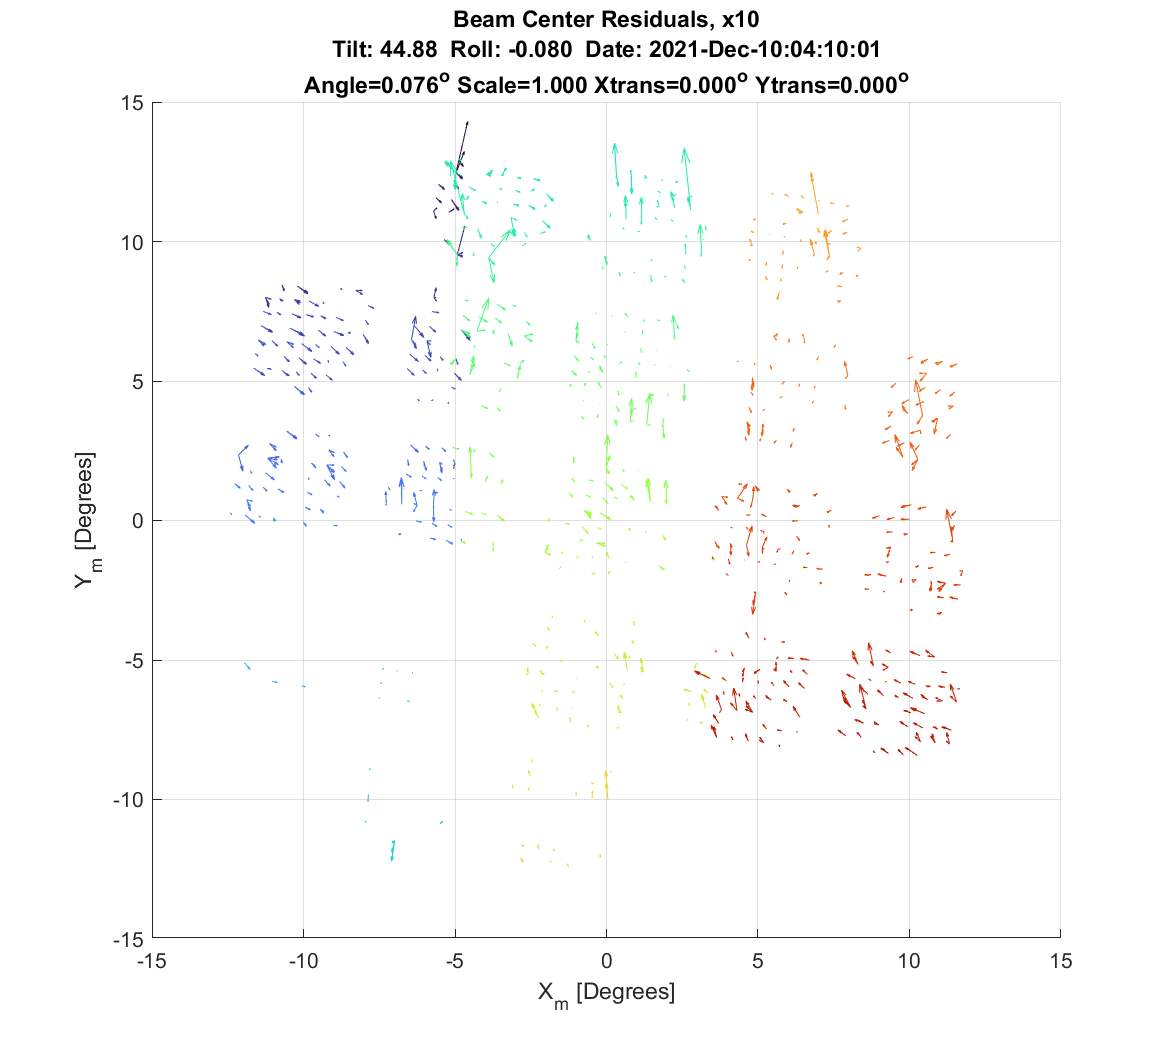 Beam Center Residuals, x10
Tilt: 44.88 Roll: -0.080 Date: 2021-Dec-10:04:10:01
Angle=0.076° Scale=1.000 Xtrans=0.000° Ytrans=0.000°
15
10
5
0
-5
-10
-15
Y_m [Degrees]
-15 -10 -5 0 5 10 15
X_m [Degrees]